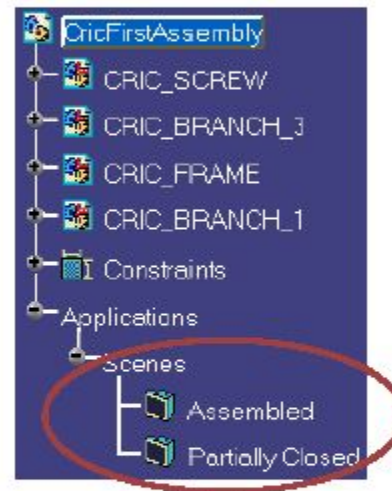 CricFirstAssembly
CRIC_SCREW
CRIC_BRANCH_3
CRIC_FRAME
CRIC_BRANCH_1
Constraints
Applications
Scenes
Assembled
Partially Closed